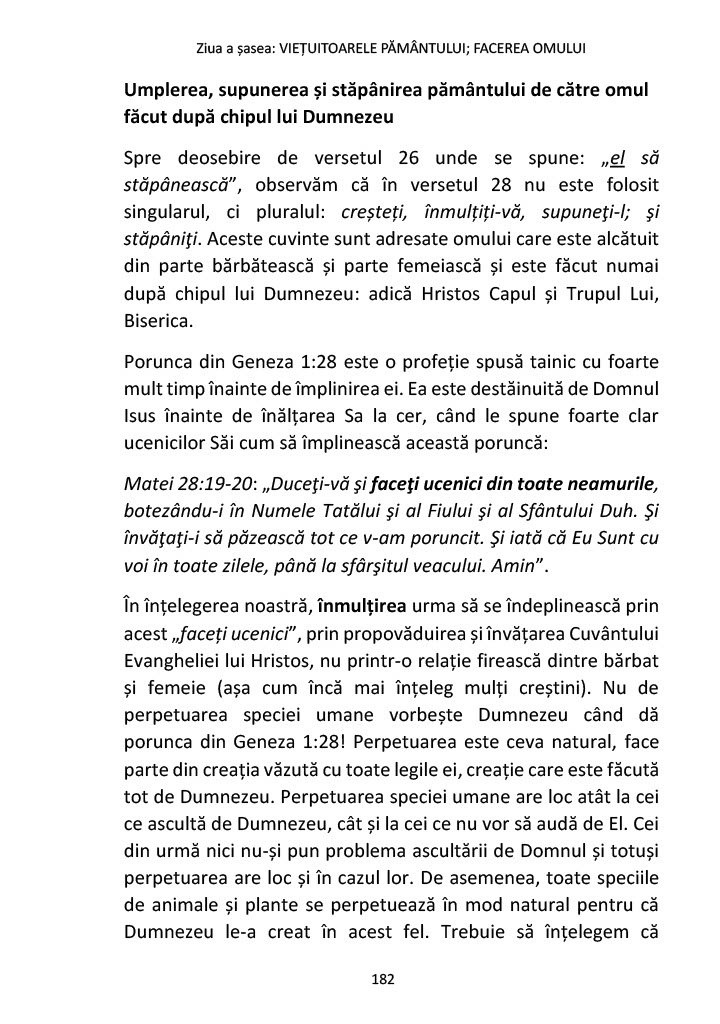 Ziua a șasea: VIEȚUITOARELE PĂMÂNTULUI; FACEREA OMULUI
Umplerea, supunerea și stăpânirea pământului de către omul
făcut după chipul lui Dumnezeu
Spre deosebire de versetul 26 unde se spune: „el să
stăpânească”, observăm că în versetul 28 nu este folosit
singularul, ci pluralul: creșteți, înmulțiți-vă, supuneţi-l; şi
stăpâniţi. Aceste cuvinte sunt adresate omului care este alcătuit
din parte bărbătească și parte femeiască și este făcut numai
după chipul lui Dumnezeu: adică Hristos Capul și Trupul Lui,
Biserica.
Porunca din Geneza 1:28 este o profeție spusă tainic cu foarte
mult timp înainte de împlinirea ei. Ea este destăinuită de Domnul
Isus înainte de înălțarea Sa la cer, când le spune foarte clar
ucenicilor Săi cum să împlinească această poruncă:
Matei 28:19-20: „Duceţi-vă şi faceţi ucenici din toate neamurile,
botezându-i în Numele Tatălui şi al Fiului şi al Sfântului Duh. Şi
învăţaţi-i să păzească tot ce v-am poruncit. Şi iată că Eu Sunt cu
voi în toate zilele, până la sfârşitul veacului. Amin”.
În înțelegerea noastră, înmulțirea urma să se îndeplinească prin
acest „faceți ucenici”, prin propovăduirea și învățarea Cuvântului
Evangheliei lui Hristos, nu printr-o relație firească dintre bărbat
și femeie (așa cum încă mai înțeleg mulți creștini). Nu de
perpetuarea speciei umane vorbește Dumnezeu când dă
porunca din Geneza 1:28! Perpetuarea este ceva natural, face
parte din creația văzută cu toate legile ei, creație care este făcută
tot de Dumnezeu. Perpetuarea speciei umane are loc atât la cei
ce ascultă de Dumnezeu, cât și la cei ce nu vor să audă de El. Cei
din urmă nici nu-și pun problema ascultării de Domnul și totuși
perpetuarea are loc și în cazul lor. De asemenea, toate speciile
de animale și plante se perpetuează în mod natural pentru că
Dumnezeu le-a creat în acest fel. Trebuie să înțelegem că
182